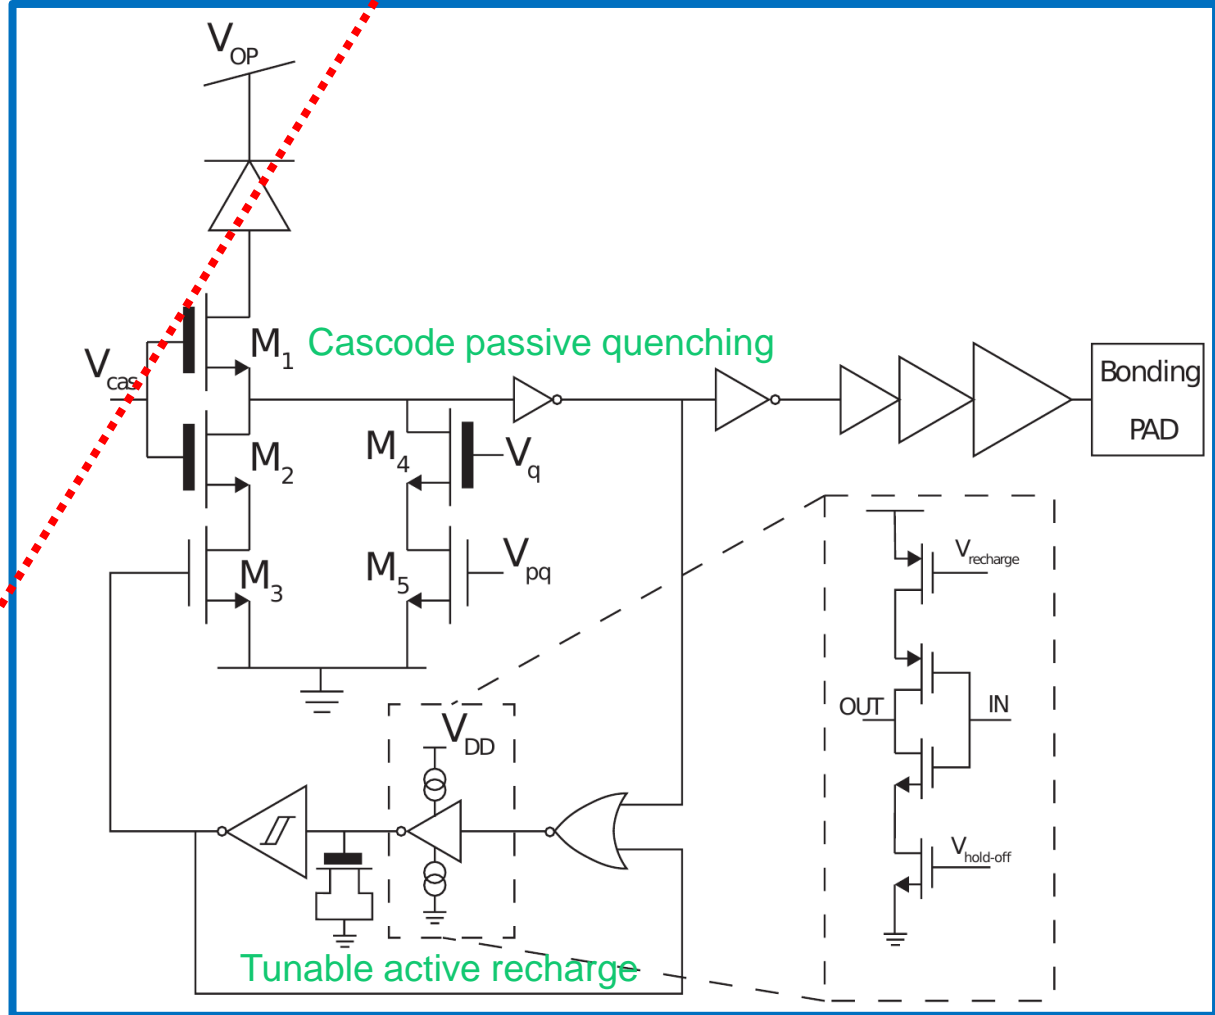 V_OP
Cascode passive quenching
M_1
V_cas
M_2
M_3
M_4
V_q
M_5
V_pq
Bonding
PAD
V_recharge
OUT
IN
V_hold-off
V_DD
Tunable active recharge